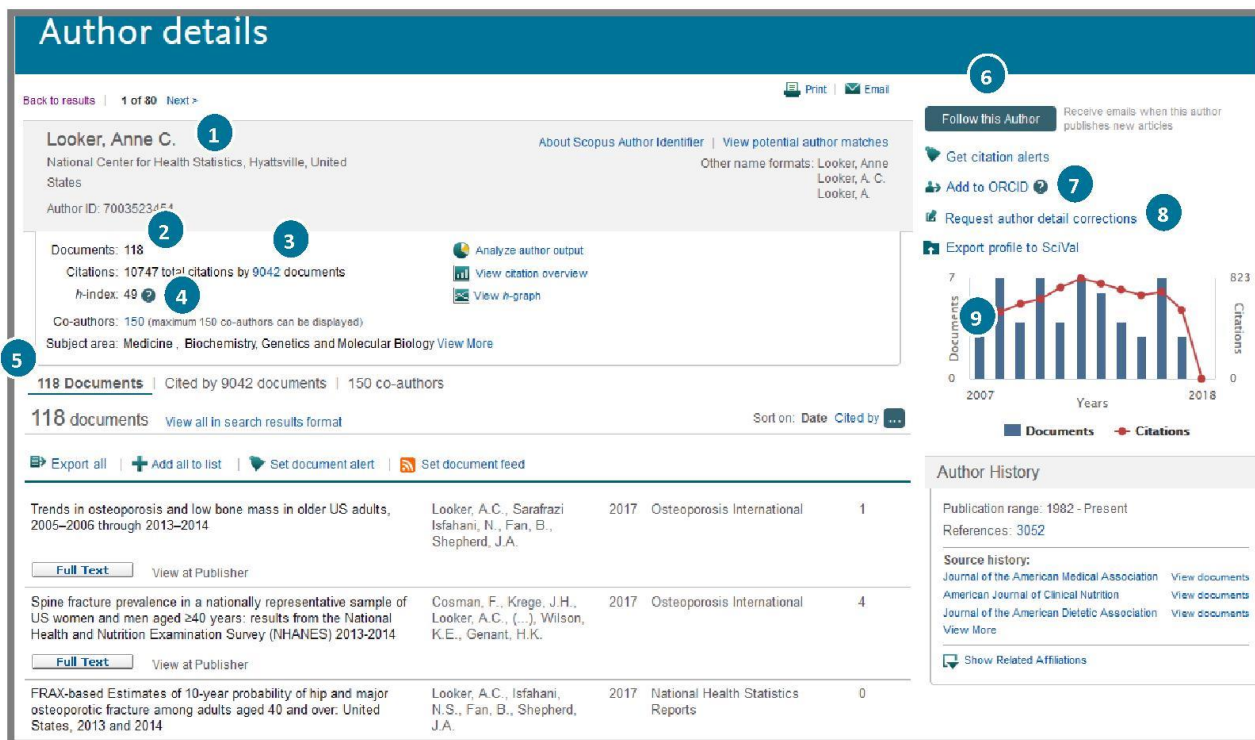 Author details
6
Print | Email
Back to results | 1 of 80 Next >
Follow this Author
Receive emails when this author
publishes new articles
1
Looker, Anne C.
About Scopus Author Identifier | View potential author matches
National Center for Health Statistics, Hyattsville, United
States
Other name formats: Looker, Anne
Looker, A. C.
Looker, A.
Author ID: 7003523454
Get citation alerts
Add to ORCID ?
7
Request author detail corrections
8
Export profile to SciVal
2
3
Documents: 118
Analyze author output
Citations: 10747 total citations by 9042 documents
View citation overview
h-index: 49 ?
4
View h-graph
Co-authors: 150 (maximum 150 co-authors can be displayed)
Subject area: Medicine , Biochemistry, Genetics and Molecular Biology View More
7
823
Documents
9
Citations
0
0
2007
2018
Years
Documents
Citations
5
118 Documents | Cited by 9042 documents | 150 co-authors
118 documents View all in search results format
Sort on: Date Cited by ...
Export all | Add all to list | Set document alert | Set document feed
Trends in osteoporosis and low bone mass in older US adults,
2005–2006 through 2013–2014
Looker, A.C., Sarafrazi
Isfahani, N., Fan, B.,
Shepherd, J.A.
2017 Osteoporosis International 1
Full Text View at Publisher
Spine fracture prevalence in a nationally representative sample of
US women and men aged ≥40 years: results from the National
Health and Nutrition Examination Survey (NHANES) 2013-2014
Cosman, F., Krege, J.H.,
Looker, A.C., (...), Wilson,
K.E., Genant, H.K.
2017 Osteoporosis International 4
Full Text View at Publisher
FRAX-based Estimates of 10-year probability of hip and major
osteoporotic fracture among adults aged 40 and over: United
States, 2013 and 2014
Looker, A.C., Isfahani,
N.S., Fan, B., Shepherd,
J.A.
2017 National Health Statistics
Reports
0
Author History
Publication range: 1982 - Present
References: 3052
Source history:
Journal of the American Medical Association View documents
American Journal of Clinical Nutrition View documents
Journal of the American Dietetic Association View documents
View More
Show Related Affiliations